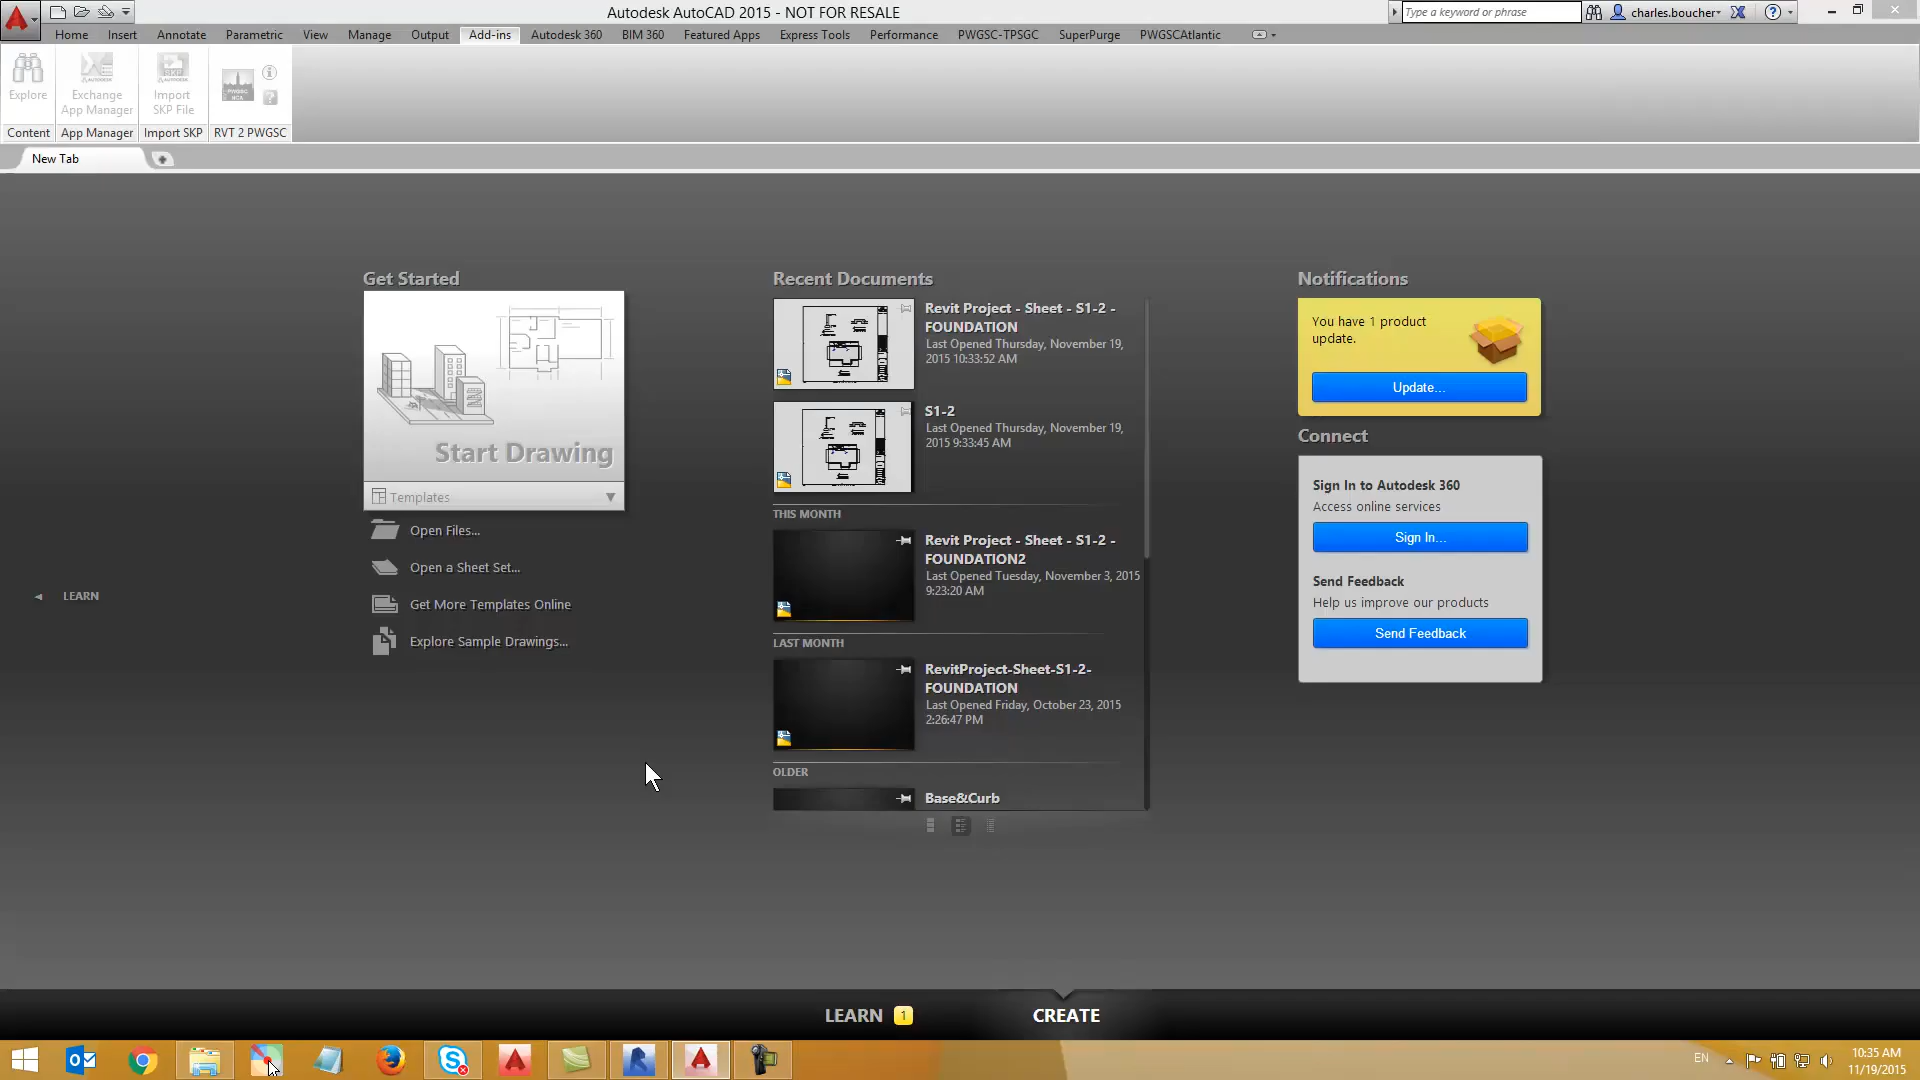 Autodesk AutoCAD 2015 - NOT FOR RESALE
Type a keyword or phrase
charles.boucher
Home Insert Annotate Parametric View Manage Output Add-ins Autodesk 360 BIM 360 Featured Apps Express Tools Performance PWGSC-TPSGC SuperPurge PWGSCAtlantic
Explore
Exchange
App Manager
Import
SKP File
Content App Manager Import SKP RVT 2 PWGSC
New Tab
Get Started
Start Drawing
Templates
Open Files...
Open a Sheet Set...
Get More Templates Online
Explore Sample Drawings...
LEARN
Recent Documents
Revit Project - Sheet - S1-2 -
FOUNDATION
Last Opened Thursday, November 19,
2015 10:33:52 AM
S1-2
Last Opened Thursday, November 19,
2015 9:33:45 AM
THIS MONTH
Revit Project - Sheet - S1-2 -
FOUNDATION2
Last Opened Tuesday, November 3, 2015
9:23:20 AM
LAST MONTH
RevitProject-Sheet-S1-2-
FOUNDATION
Last Opened Friday, October 23, 2015
2:26:47 PM
OLDER
Base&Curb
Notifications
You have 1 product
update.
Update...
Connect
Sign In to Autodesk 360
Access online services
Sign In...
Send Feedback
Help us improve our products
Send Feedback
LEARN 1
CREATE
EN
10:35 AM
11/19/2015